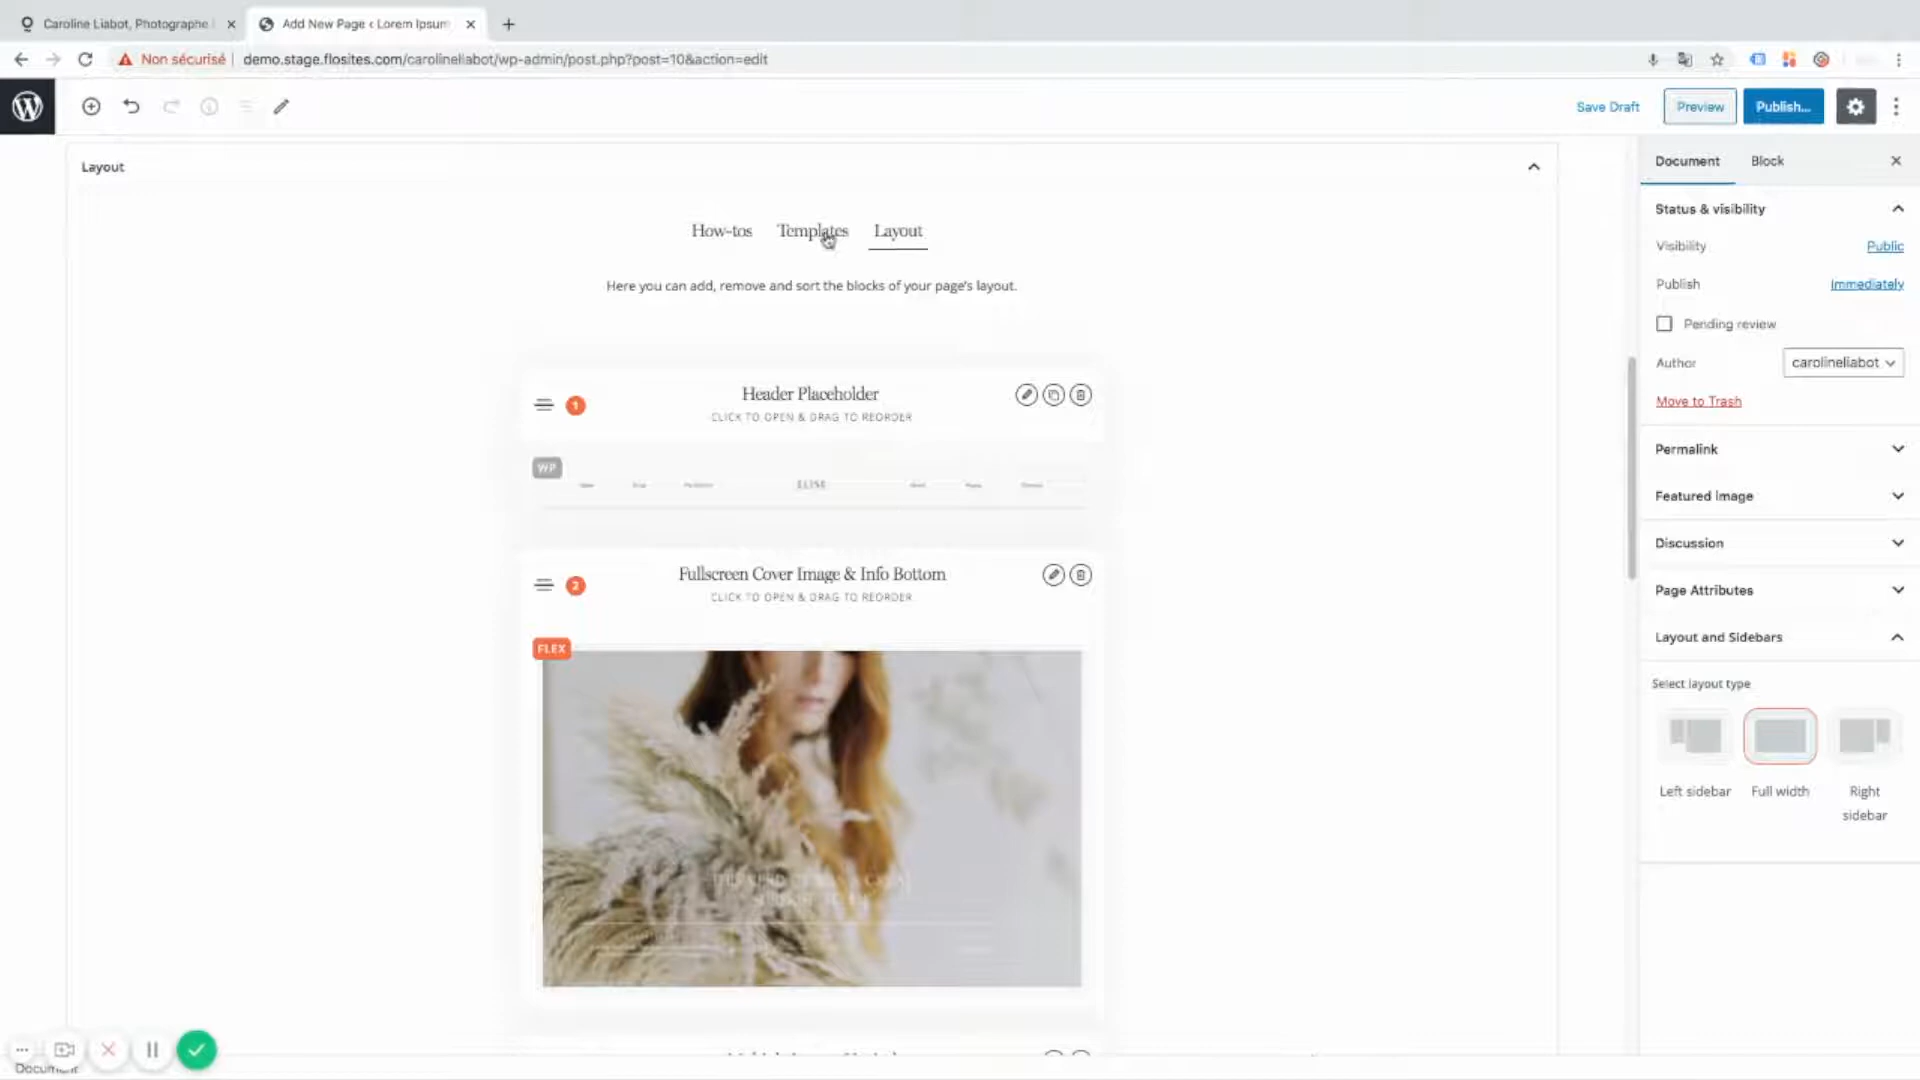 Caroline Liabot, Photographe
Add New Page ‹ Lorem Ipsum
Non sécurisé
demo.stage.flosites.com/carolineliabot/wp-admin/post.php?post=10&action=edit
Save Draft
Preview
Publish...
Layout
Document
Block
Status & visibility
How-tos
Templates
Layout
Visibility
Public
Here you can add, remove and sort the blocks of your page's layout.
Publish
Immediately
Pending review
Author
carolineliabot
Header Placeholder
1
CLICK TO OPEN & DRAG TO REORDER
Move to Trash
Permalink
WP
ELISE
Featured image
Discussion
Fullscreen Cover Image & Info Bottom
2
CLICK TO OPEN & DRAG TO REORDER
Page Attributes
FLEX
Layout and Sidebars
Select layout type
Left sidebar
Full width
Right
sidebar
Document